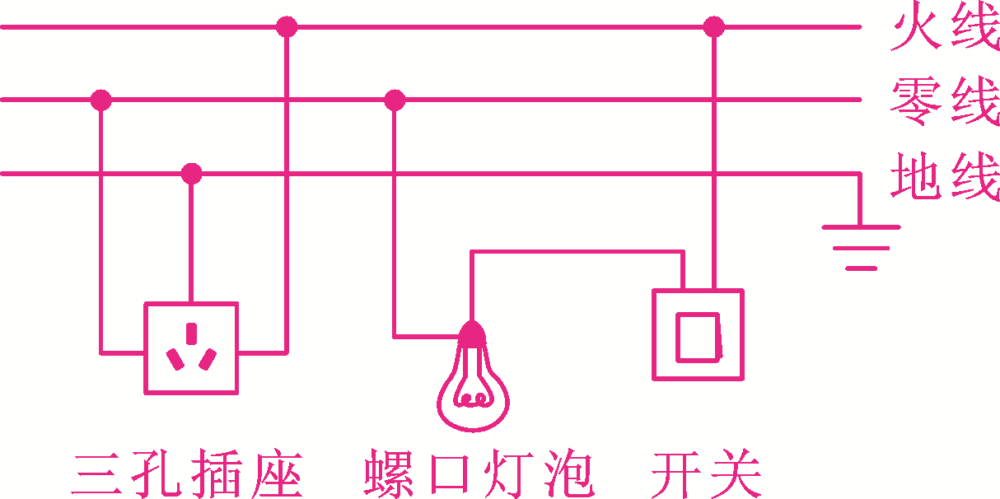 火线
零线
地线
三孔插座 螺口灯泡 开关